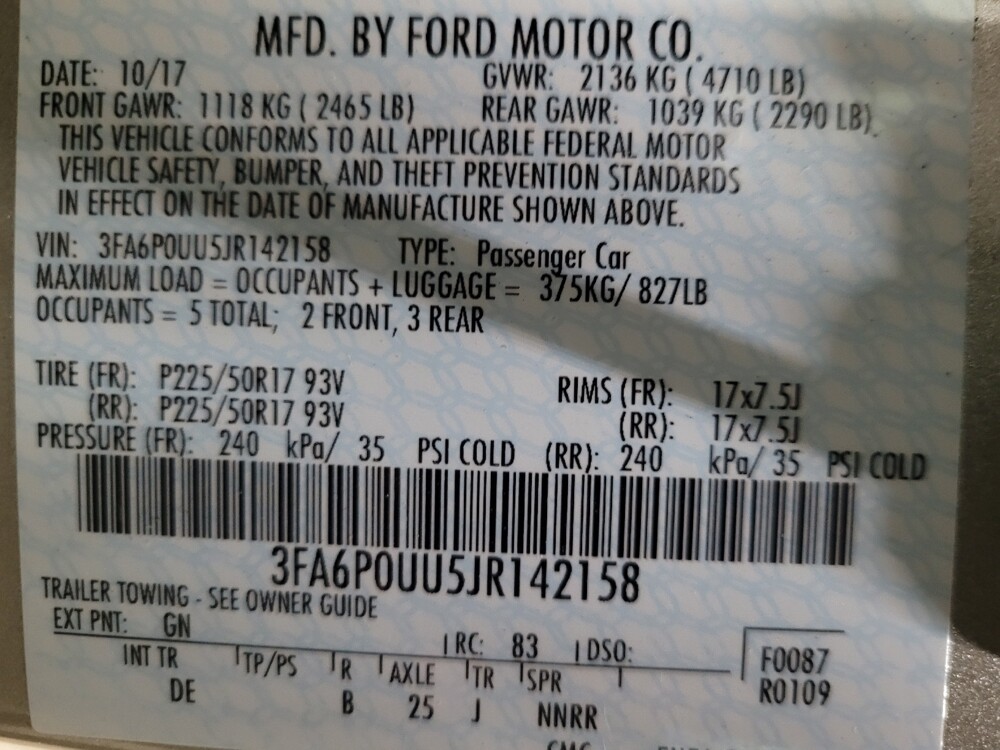 MFD. BY FORD MOTOR CO.
DATE: 10/17 GVWR: 2136 KG ( 4710 LB)
FRONT GAWR: 1118 KG ( 2465 LB) REAR GAWR: 1039 KG ( 2290 LB)
THIS VEHICLE CONFORMS TO ALL APPLICABLE FEDERAL MOTOR
VEHICLE SAFETY, BUMPER, AND THEFT PREVENTION STANDARDS
IN EFFECT ON THE DATE OF MANUFACTURE SHOWN ABOVE.
VIN: 3FA6P0UU5JR142158 TYPE: Passenger Car
MAXIMUM LOAD = OCCUPANTS + LUGGAGE = 375KG/ 827LB
OCCUPANTS = 5 TOTAL; 2 FRONT, 3 REAR
TIRE (FR): P225/50R17 93V RIMS (FR): 17x7.5J
(RR): P225/50R17 93V (RR): 17x7.5J
PRESSURE (FR): 240 kPa/ 35 PSI COLD (RR): 240 kPa/ 35 PSI COLD
3FA6P0UU5JR142158
TRAILER TOWING - SEE OWNER GUIDE
EXT PNT: GN RC: 83 DSO:
INT TR TP/PS R AXLE TR SPR F0087
DE B 25 J NNRR R0109